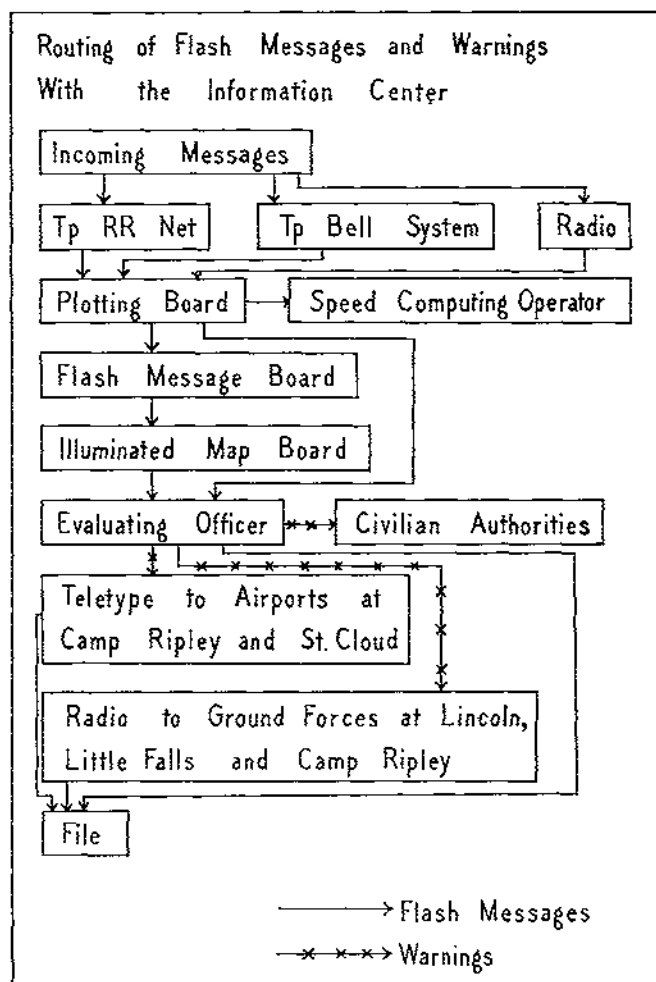 Routing of Flash Messages and Warnings
With the Information Center
Incoming Messages
Tp RR Net
Tp Bell System
Radio
Plotting Board
Speed Computing Operator
Flash Message Board
Illuminated Map Board
Evaluating Officer
Civilian Authorities
Teletype to Airports at
Camp Ripley and St. Cloud
Radio to Ground Forces at Lincoln,
Little Falls and Camp Ripley
File
Flash Messages
Warnings